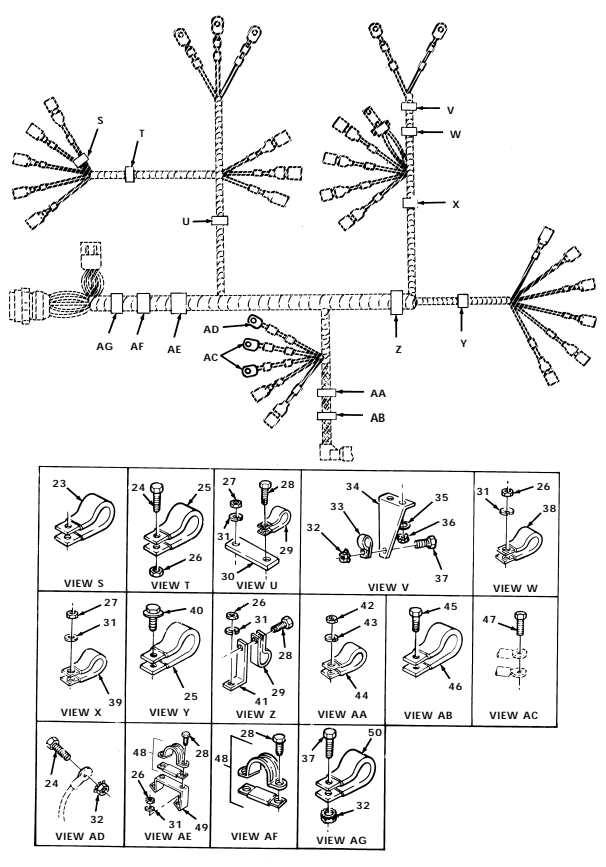 V
W
S
T
X
U
AG
AF
AE
AD
AC
Z
Y
AA
AB
23
VIEW S
24
25
26
VIEW T
27
28
31
29
30
VIEW U
34
33
35
32
36
37
VIEW V
31
26
38
VIEW W
27
31
39
VIEW X
40
25
VIEW Y
26
31
28
29
41
VIEW Z
42
43
44
VIEW AA
45
46
VIEW AB
47
VIEW AC
24
32
VIEW AD
28
48
26
31
49
VIEW AE
28
48
VIEW AF
37
50
32
VIEW AG